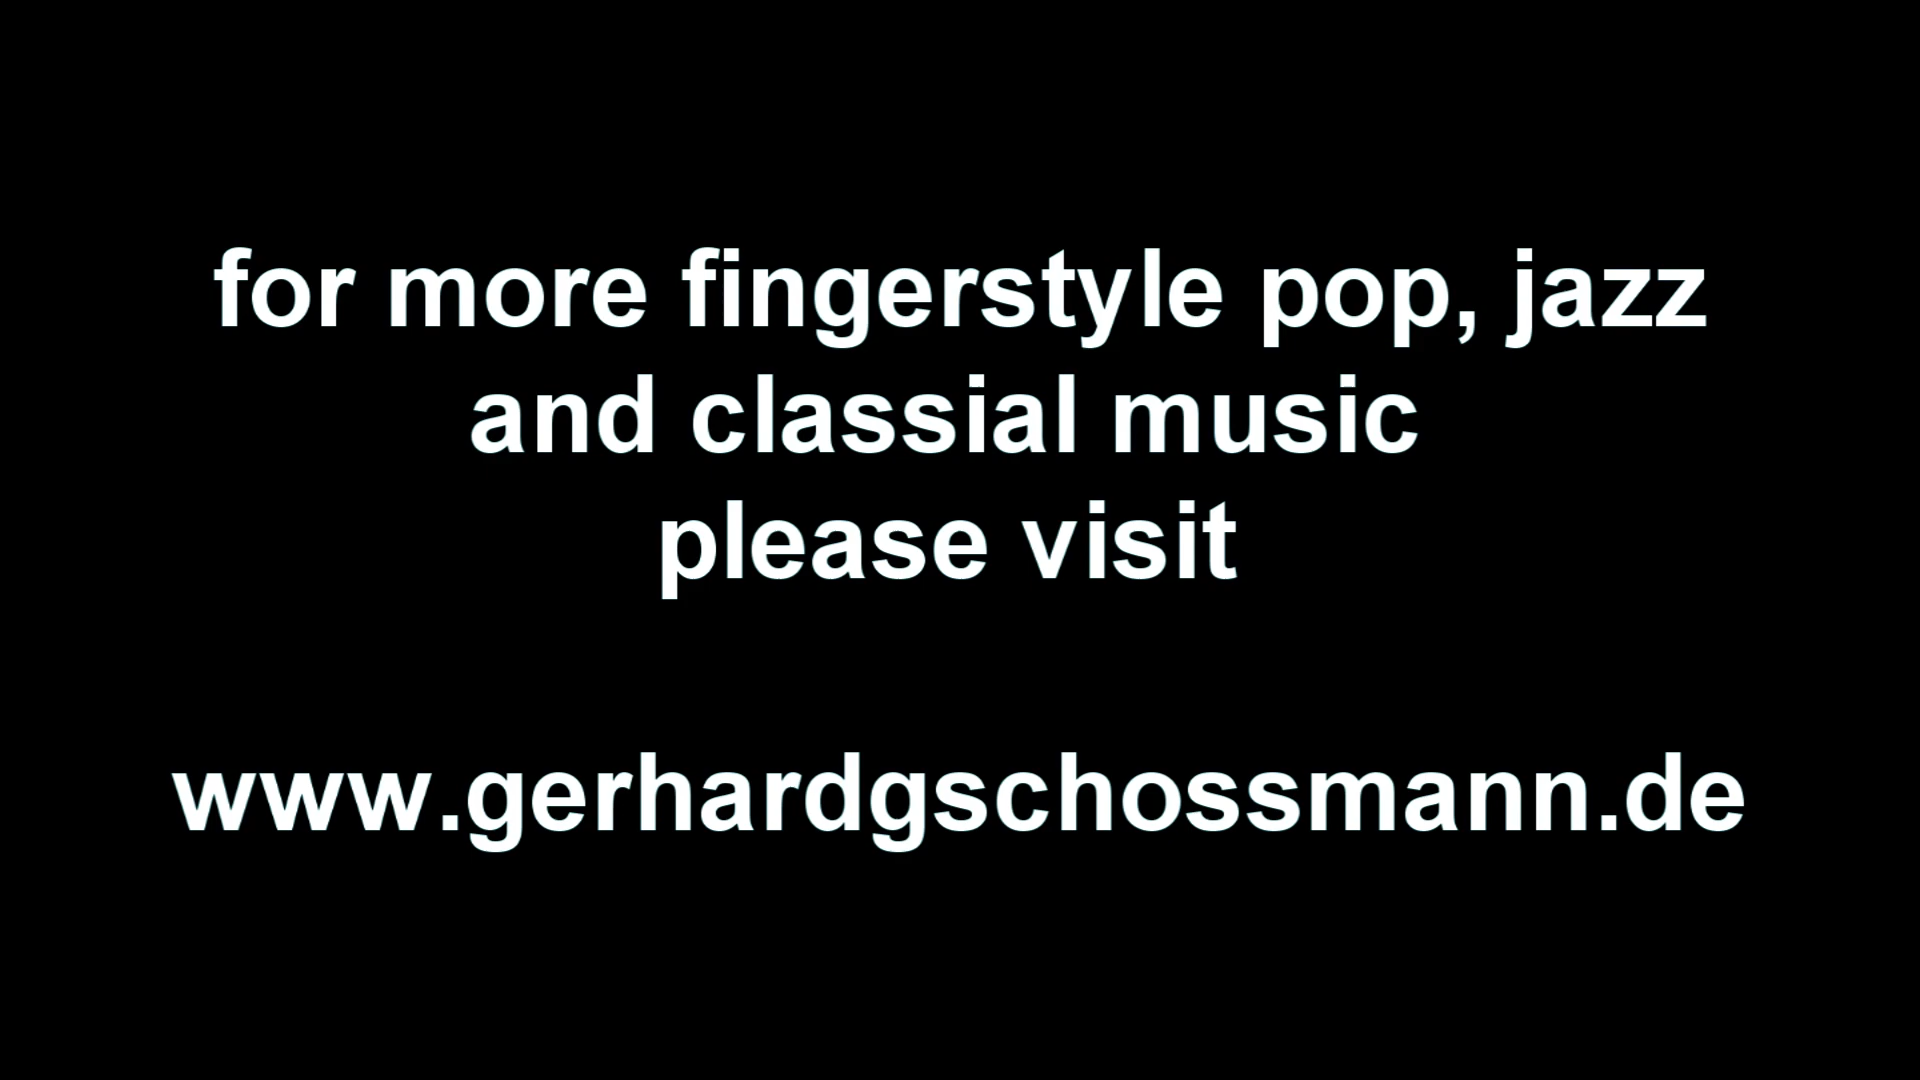 for more fingerstyle pop, jazz
and classial music
please visit
www.gerhardgschossmann.de